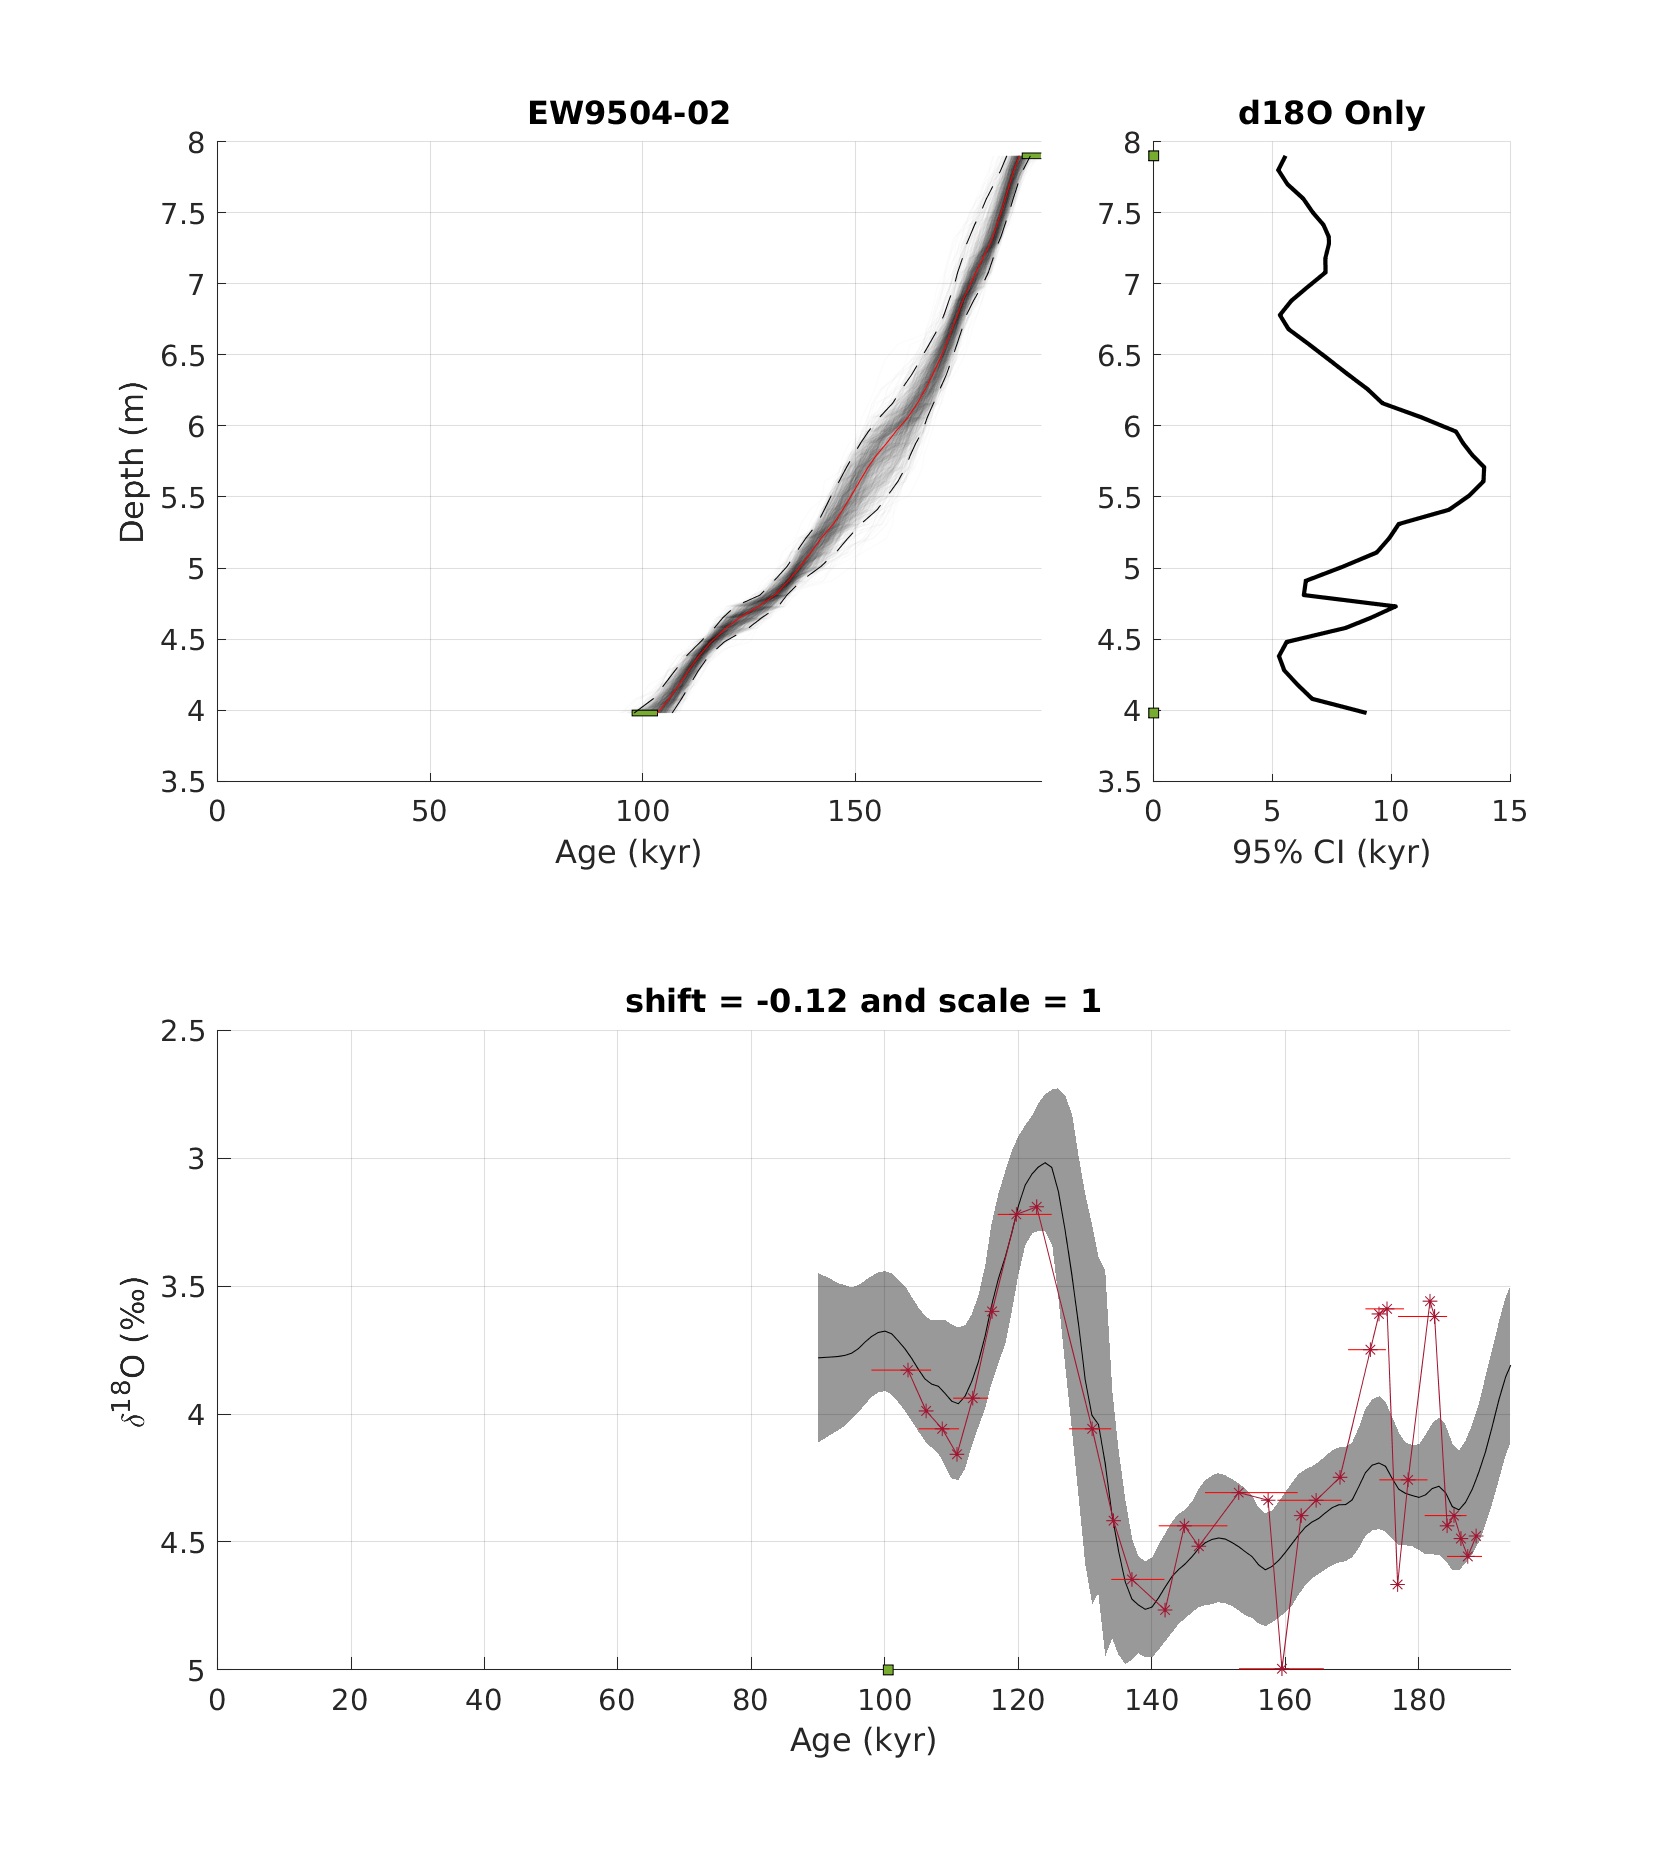 EW9504-02
8
7.5
7
6.5
6
5.5
5
4.5
4
3.5
Depth (m)
0 50 100 150
Age (kyr)
d18O Only
8
7.5
7
6.5
6
5.5
5
4.5
4
3.5
0 5 10 15
95% CI (kyr)
shift = -0.12 and scale = 1
2.5
3
3.5
4
4.5
5
δ¹⁸O (‰)
0 20 40 60 80 100 120 140 160 180
Age (kyr)